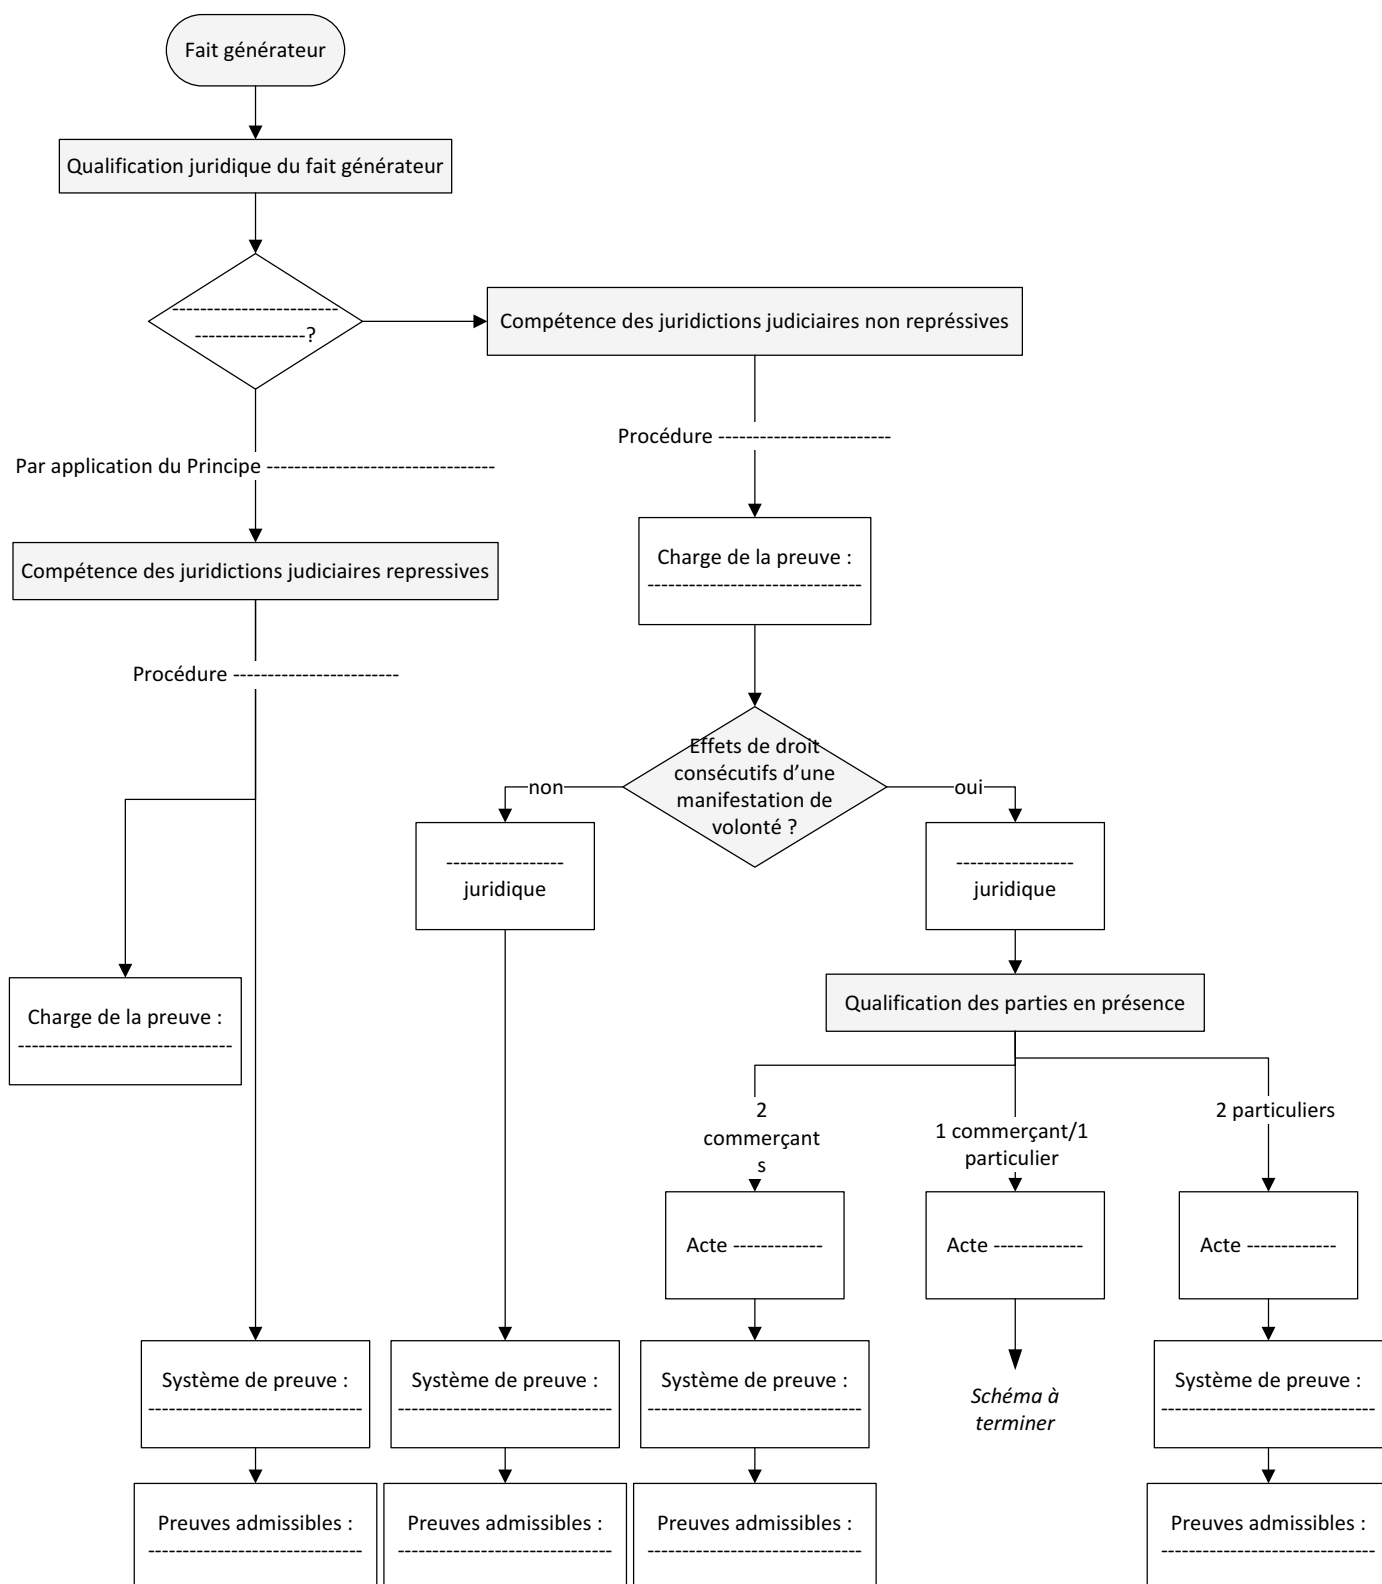 Fait générateur
Qualification juridique du fait générateur
------------------------
----------------?
Compétence des juridictions judiciaires non répréssives
Procédure -------------------------
Par application du Principe ---------------------------------
Charge de la preuve :
-------------------------------
Compétence des juridictions judiciaires repressives
Procédure ------------------------
Effets de droit
consécutifs d’une
manifestation de
volonté ?
non
oui
-----------------
juridique
-----------------
juridique
Charge de la preuve :
-------------------------------
Qualification des parties en présence
2
commerçant
s
1 commerçant/1
particulier
2 particuliers
Acte -------------
Acte -------------
Acte -------------
Système de preuve :
-------------------------------
Système de preuve :
-------------------------------
Système de preuve :
-------------------------------
Schéma à
terminer
Système de preuve :
-------------------------------
Preuves admissibles :
-------------------------------
Preuves admissibles :
-------------------------------
Preuves admissibles :
-------------------------------
Preuves admissibles :
-------------------------------